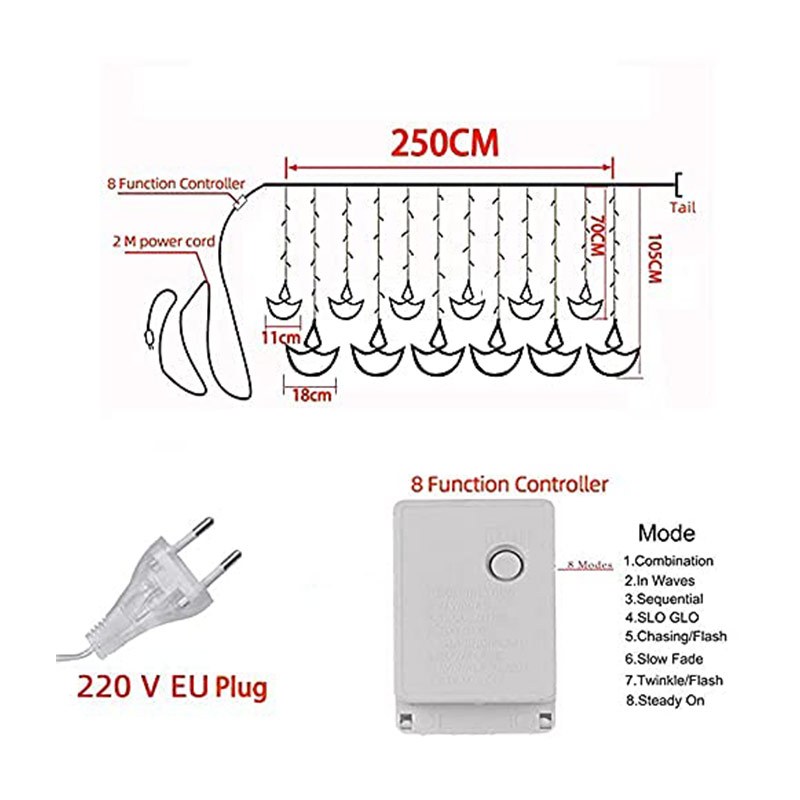 250CM
8 Function Controller
Tail
70CM
105CM
2 M power cord
11cm
18cm
8 Function Controller
220 V EU Plug
8 Modes
Mode
1.Combination
2.In Waves
3.Sequential
4.SLO GLO
5.Chasing/Flash
6.Slow Fade
7.Twinkle/Flash
8.Steady On